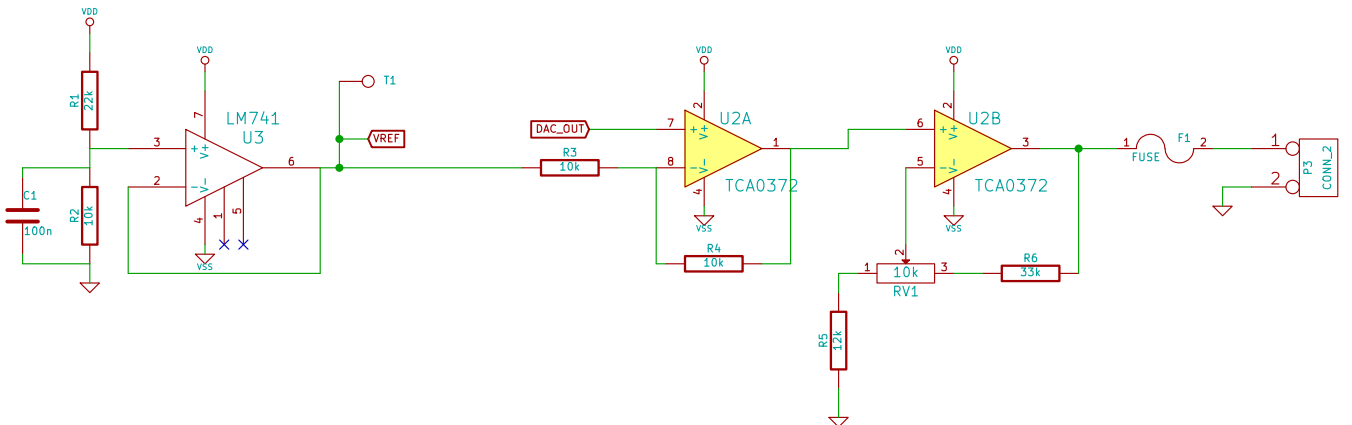 VDD
R1
22k
C1
100n
R2
10k
VDD
LM741
U3
7
3
2
6
4
1
5
+
V+
-
V-
VSS
T1
VREF
DAC_OUT
R3
10k
VDD
2
U2A
7
8
1
4
+
V+
-
V-
TCA0372
VSS
R4
10k
VDD
2
U2B
6
5
3
4
+
V+
-
V-
TCA0372
VSS
1
2
3
10k
RV1
R6
33k
R5
12k
1
F1
2
FUSE
1
2
P3
CONN_2